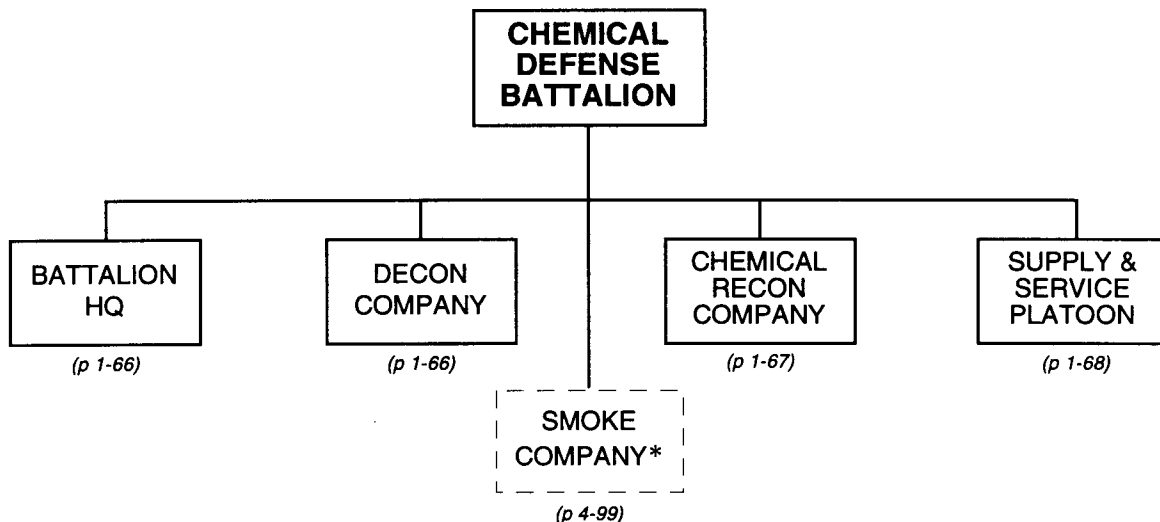 CHEMICAL
DEFENSE
BATTALION
BATTALION
HQ
(p 1-66)
DECON
COMPANY
(p 1-66)
CHEMICAL
RECON
COMPANY
(p 1-67)
SUPPLY &
SERVICE
PLATOON
(p 1-68)
SMOKE
COMPANY*
(p 4-99)